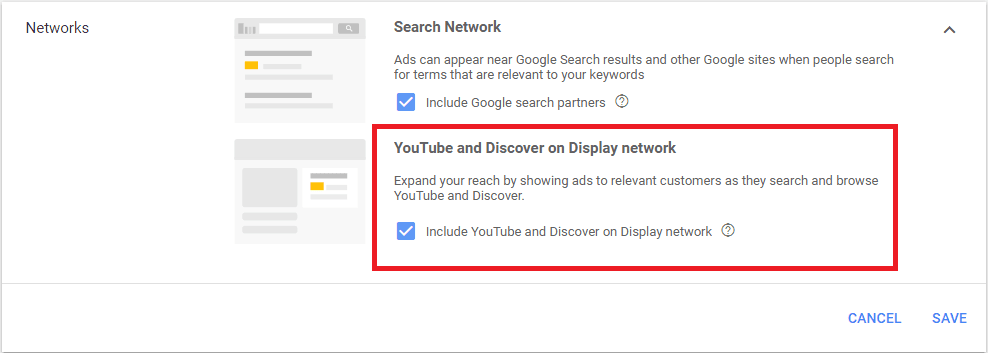 Networks
Search Network
Ads can appear near Google Search results and other Google sites when people search
for terms that are relevant to your keywords
Include Google search partners
YouTube and Discover on Display network
Expand your reach by showing ads to relevant customers as they search and browse
YouTube and Discover.
Include YouTube and Discover on Display network
CANCEL SAVE